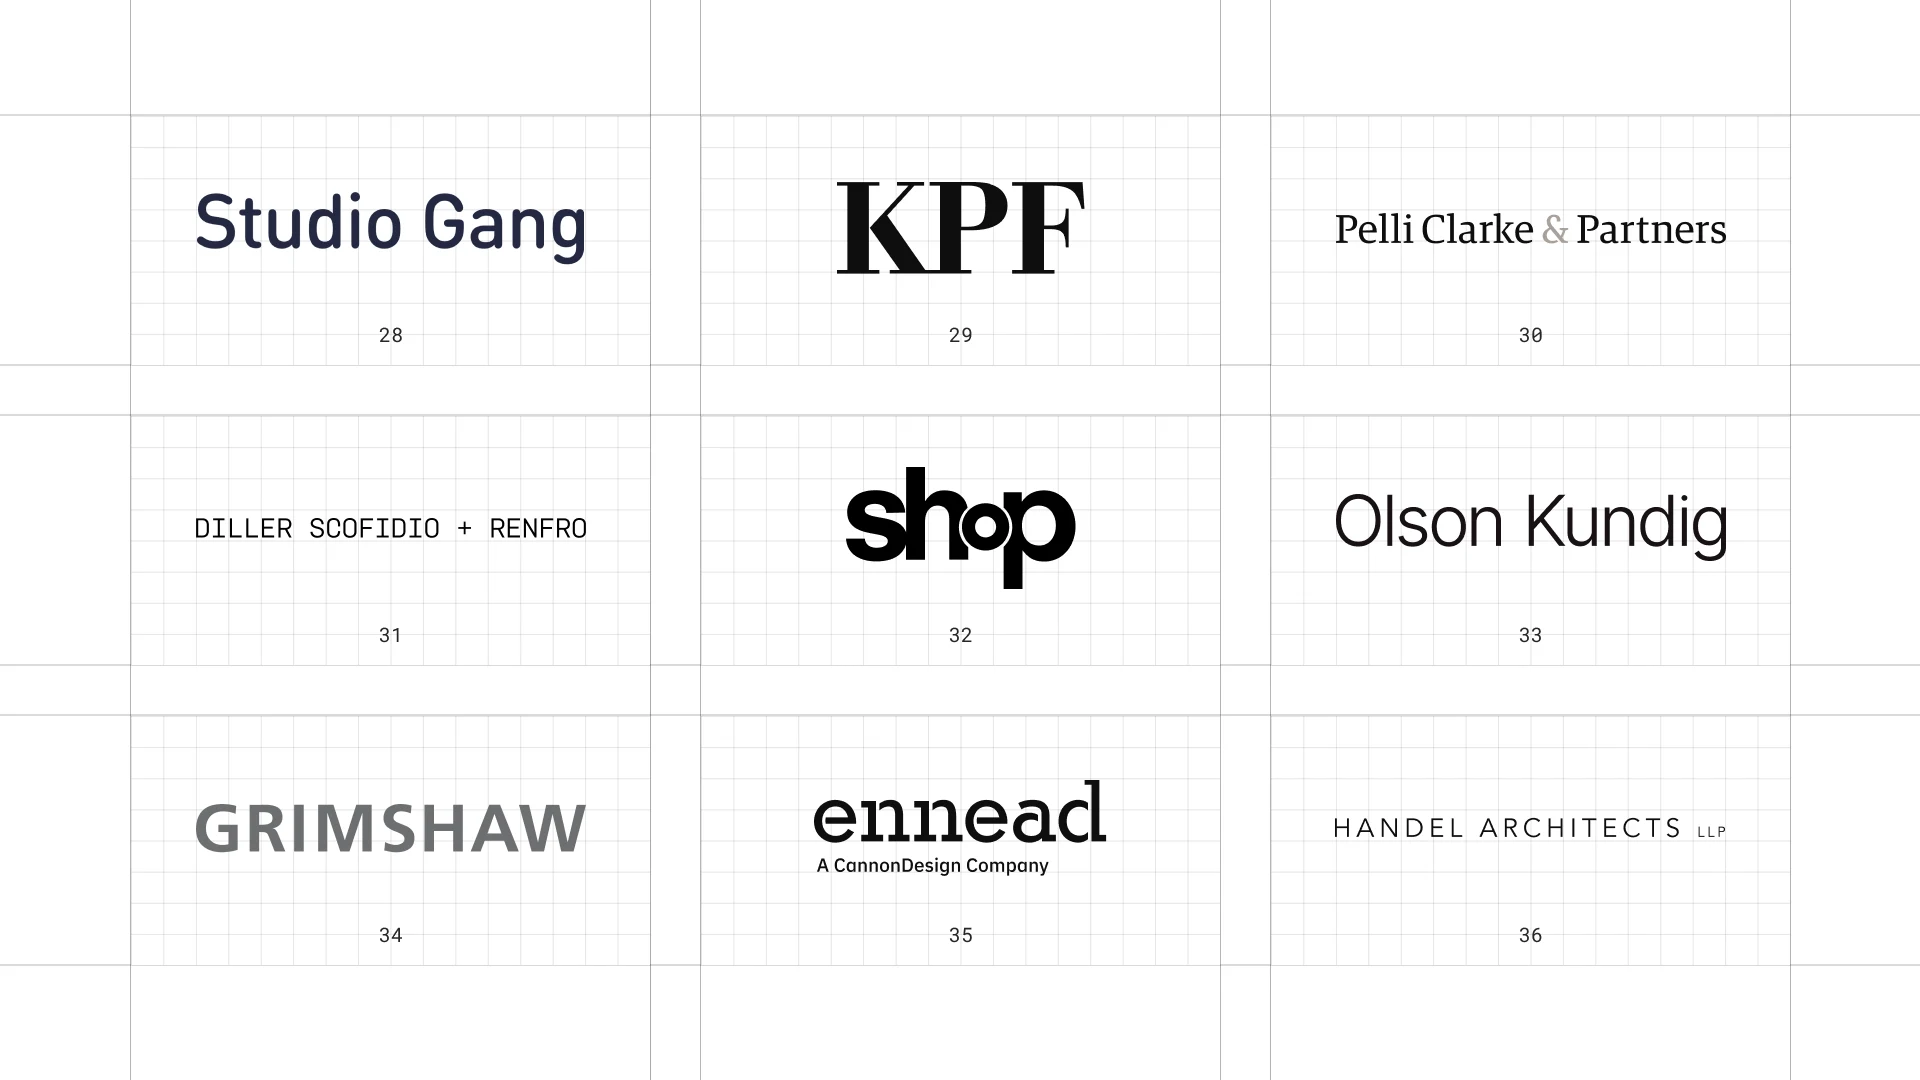 Studio Gang
28
KPF
29
Pelli Clarke & Partners
30
DILLER SCOFIDIO + RENFRO
31
shop
32
Olson Kundig
33
GRIMSHAW
34
ennead
A CannonDesign Company
35
HANDEL ARCHITECTS LLP
36